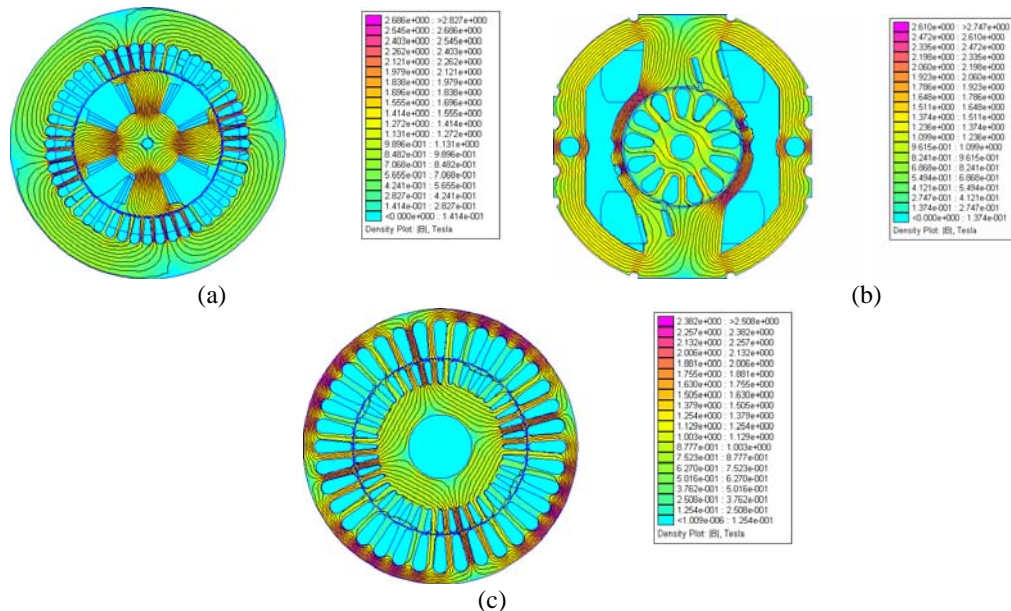 2.686e+000 : >2.827e+000
2.545e+000 : 2.686e+000
2.403e+000 : 2.545e+000
2.262e+000 : 2.403e+000
2.121e+000 : 2.262e+000
1.979e+000 : 2.121e+000
1.838e+000 : 1.979e+000
1.696e+000 : 1.838e+000
1.555e+000 : 1.696e+000
1.414e+000 : 1.555e+000
1.272e+000 : 1.414e+000
1.131e+000 : 1.272e+000
9.896e-001 : 1.131e+000
8.482e-001 : 9.896e-001
7.068e-001 : 8.482e-001
5.655e-001 : 7.068e-001
4.241e-001 : 5.655e-001
2.827e-001 : 4.241e-001
1.414e-001 : 2.827e-001
<0.000e+000 : 1.414e-001
Density Plot: |B|, Tesla
2.610e+000 : >2.747e+000
2.472e+000 : 2.610e+000
2.335e+000 : 2.472e+000
2.198e+000 : 2.335e+000
2.060e+000 : 2.198e+000
1.923e+000 : 2.060e+000
1.786e+000 : 1.923e+000
1.648e+000 : 1.786e+000
1.511e+000 : 1.648e+000
1.374e+000 : 1.511e+000
1.236e+000 : 1.374e+000
1.099e+000 : 1.236e+000
9.615e-001 : 1.099e+000
8.241e-001 : 9.615e-001
6.868e-001 : 8.241e-001
5.494e-001 : 6.868e-001
4.121e-001 : 5.494e-001
2.747e-001 : 4.121e-001
1.374e-001 : 2.747e-001
<0.000e+000 : 1.374e-001
Density Plot: |B|, Tesla
(a)
(b)
2.382e+000 : >2.508e+000
2.257e+000 : 2.382e+000
2.132e+000 : 2.257e+000
2.006e+000 : 2.132e+000
1.881e+000 : 2.006e+000
1.755e+000 : 1.881e+000
1.630e+000 : 1.755e+000
1.505e+000 : 1.630e+000
1.379e+000 : 1.505e+000
1.254e+000 : 1.379e+000
1.129e+000 : 1.254e+000
1.003e+000 : 1.129e+000
8.777e-001 : 1.003e+000
7.523e-001 : 8.777e-001
6.270e-001 : 7.523e-001
5.016e-001 : 6.270e-001
3.762e-001 : 5.016e-001
2.508e-001 : 3.762e-001
1.254e-001 : 2.508e-001
<1.009e-006 : 1.254e-001
Density Plot: |B|, Tesla
(c)